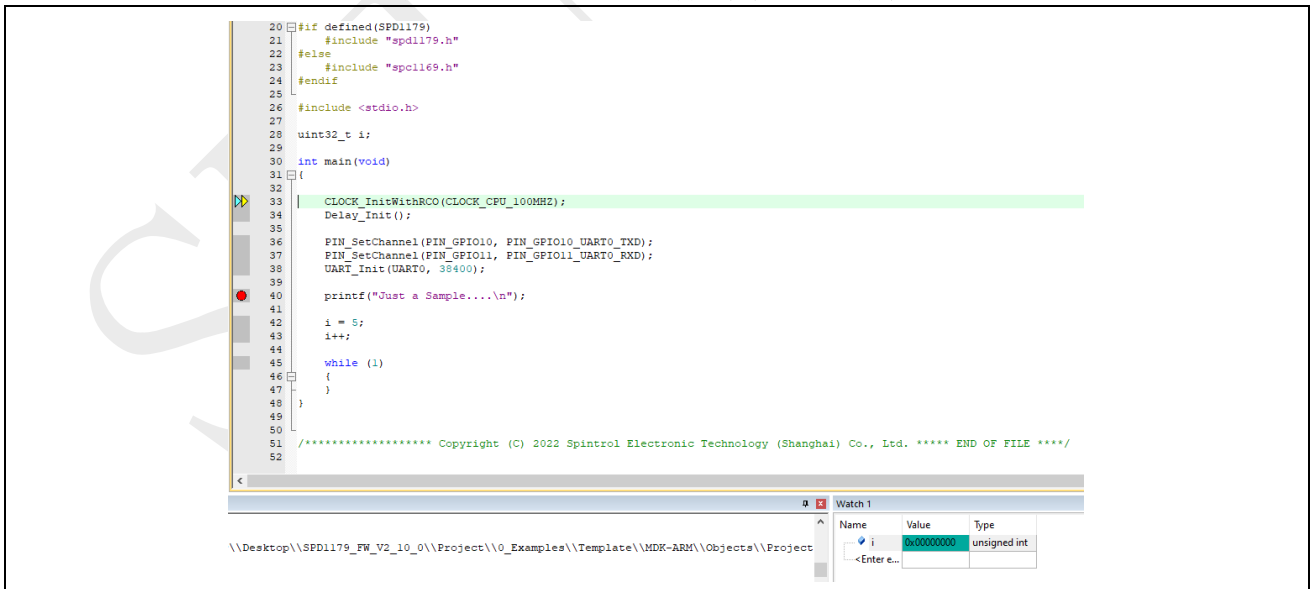 20 #if defined(SPD1179)
21 #include "spd1179.h"
22 #else
23 #include "spc1169.h"
24 #endif
25
26 #include <stdio.h>
27
28 uint32_t i;
29
30 int main(void)
31 {
32
33 CLOCK_InitWithRCO(CLOCK_CPU_100MHZ);
34 Delay_Init();
35
36 PIN_SetChannel(PIN_GPIO10, PIN_GPIO10_UART0_TXD);
37 PIN_SetChannel(PIN_GPIO11, PIN_GPIO11_UART0_RXD);
38 UART_Init(UART0, 38400);
39
40 printf("Just a Sample....\n");
41
42 i = 5;
43 i++;
44
45 while (1)
46 {
47 }
48 }
49
50
51 /******************* Copyright (C) 2022 Spintrol Electronic Technology (Shanghai) Co., Ltd. ***** END OF FILE ****/
52
Watch 1
Name Value Type
\\Desktop\\SPD1179_FW_V2_10_0\\Project\\0_Examples\\Template\\MDK-ARM\\Objects\\Project
i 0x00000000 unsigned int
<Enter e...